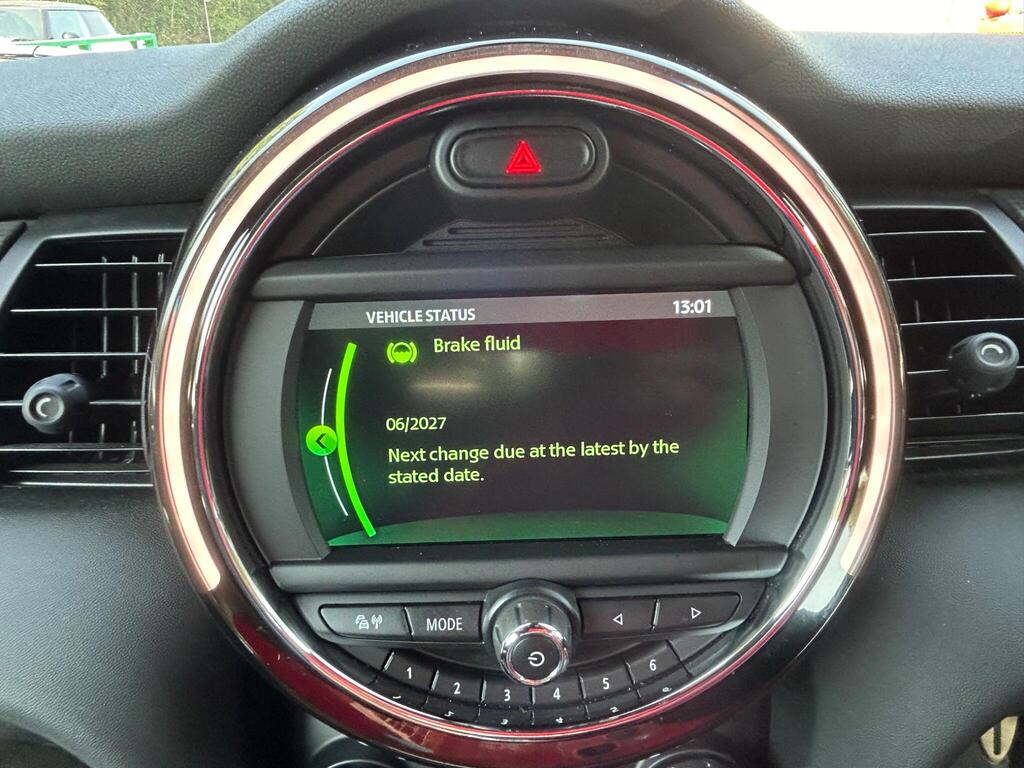 VEHICLE STATUS 13:01
Brake fluid
06/2027
Next change due at the latest by the
stated date.
MODE
1 2 3 4 5 6